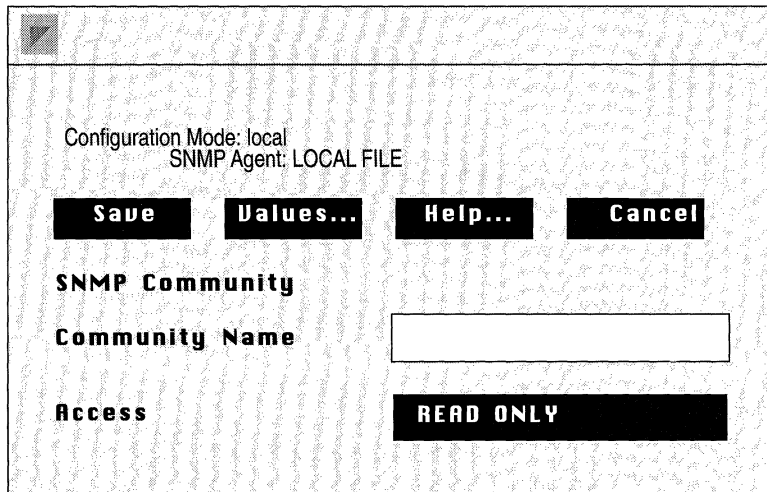 Configuration Mode: local
SNMP Agent: LOCAL FILE
Save Values... Help... Cancel
SNMP Community
Community Name
Access READ ONLY